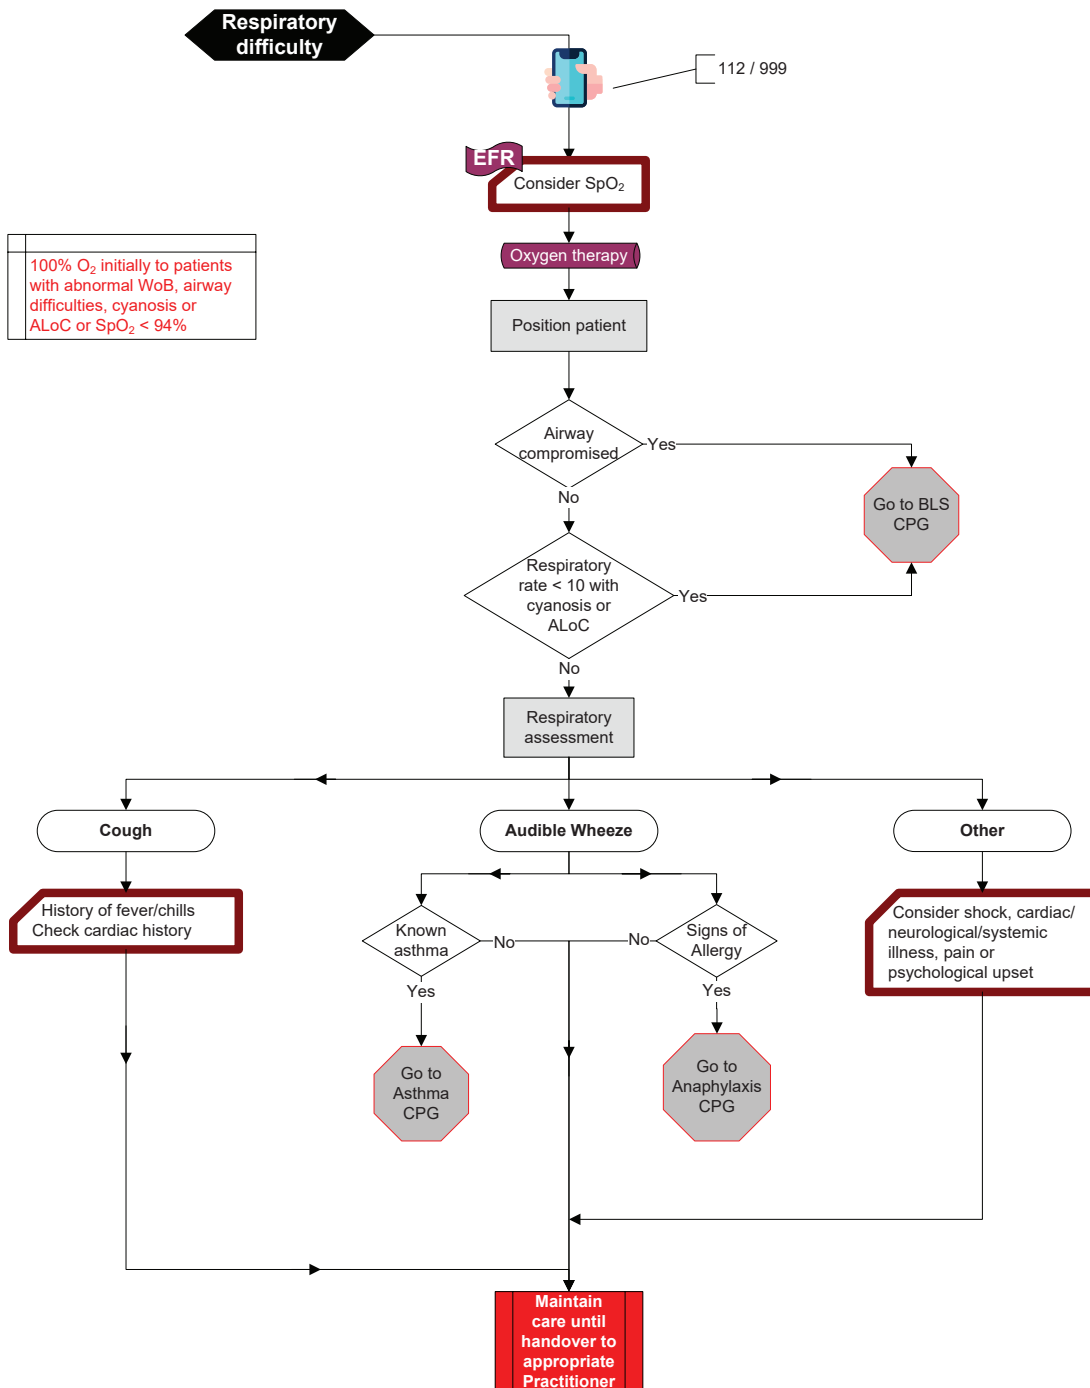 Respiratory
difficulty
112 / 999
EFR
Consider SpO₂
Oxygen therapy
100% O₂ initially to patients
with abnormal WoB, airway
difficulties, cyanosis or
ALoC or SpO₂ < 94%
Position patient
Airway
compromised
Yes
No
Go to BLS
CPG
Respiratory
rate < 10 with
cyanosis or
ALoC
Yes
No
Respiratory
assessment
Cough
Audible Wheeze
Other
History of fever/chills
Check cardiac history
Known
asthma
No
Yes
No
Signs of
Allergy
Yes
Consider shock, cardiac/
neurological/systemic
illness, pain or
psychological upset
Go to
Asthma
CPG
Go to
Anaphylaxis
CPG
Maintain
care until
handover to
appropriate
Practitioner